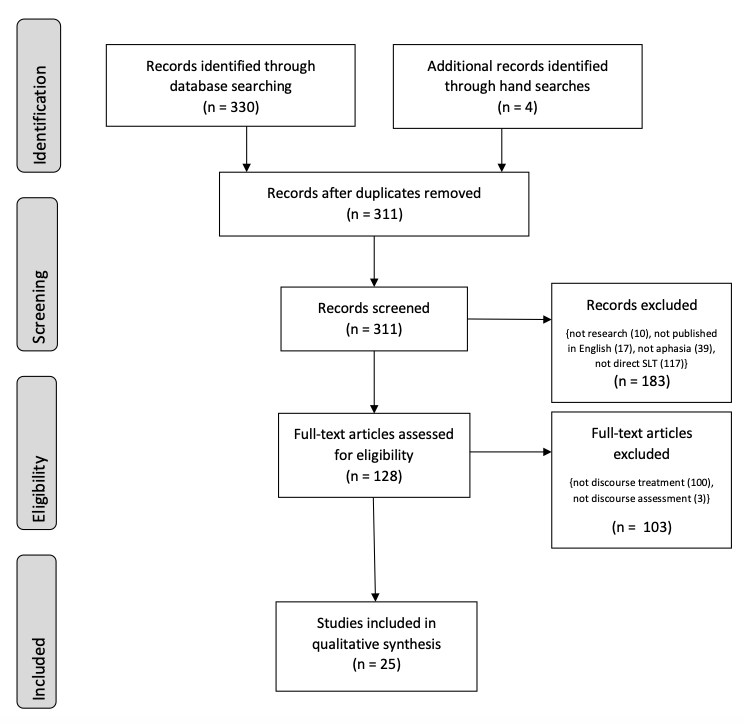 Identification
Records identified through
database searching
(n = 330)
Additional records identified
through hand searches
(n = 4)
Records after duplicates removed
(n = 311)
Screening
Records screened
(n = 311)
Records excluded
{not research (10), not published
in English (17), not aphasia (39),
not direct SLT (117)}
(n = 183)
Eligibility
Full-text articles assessed
for eligibility
(n = 128)
Full-text articles
excluded
{not discourse treatment (100),
not discourse assessment (3)}
(n = 103)
Included
Studies included in
qualitative synthesis
(n = 25)